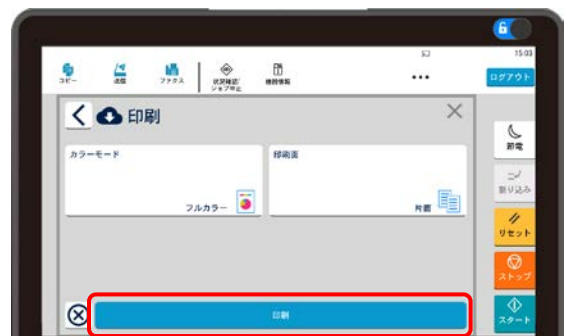 15:03
コピー
送信
ファクス
状況確認/
ジョブ中止
機器情報
ログアウト
印刷
カラーモード
フルカラー
印刷面
片面
印刷
節電
割り込み
リセット
ストップ
スタート